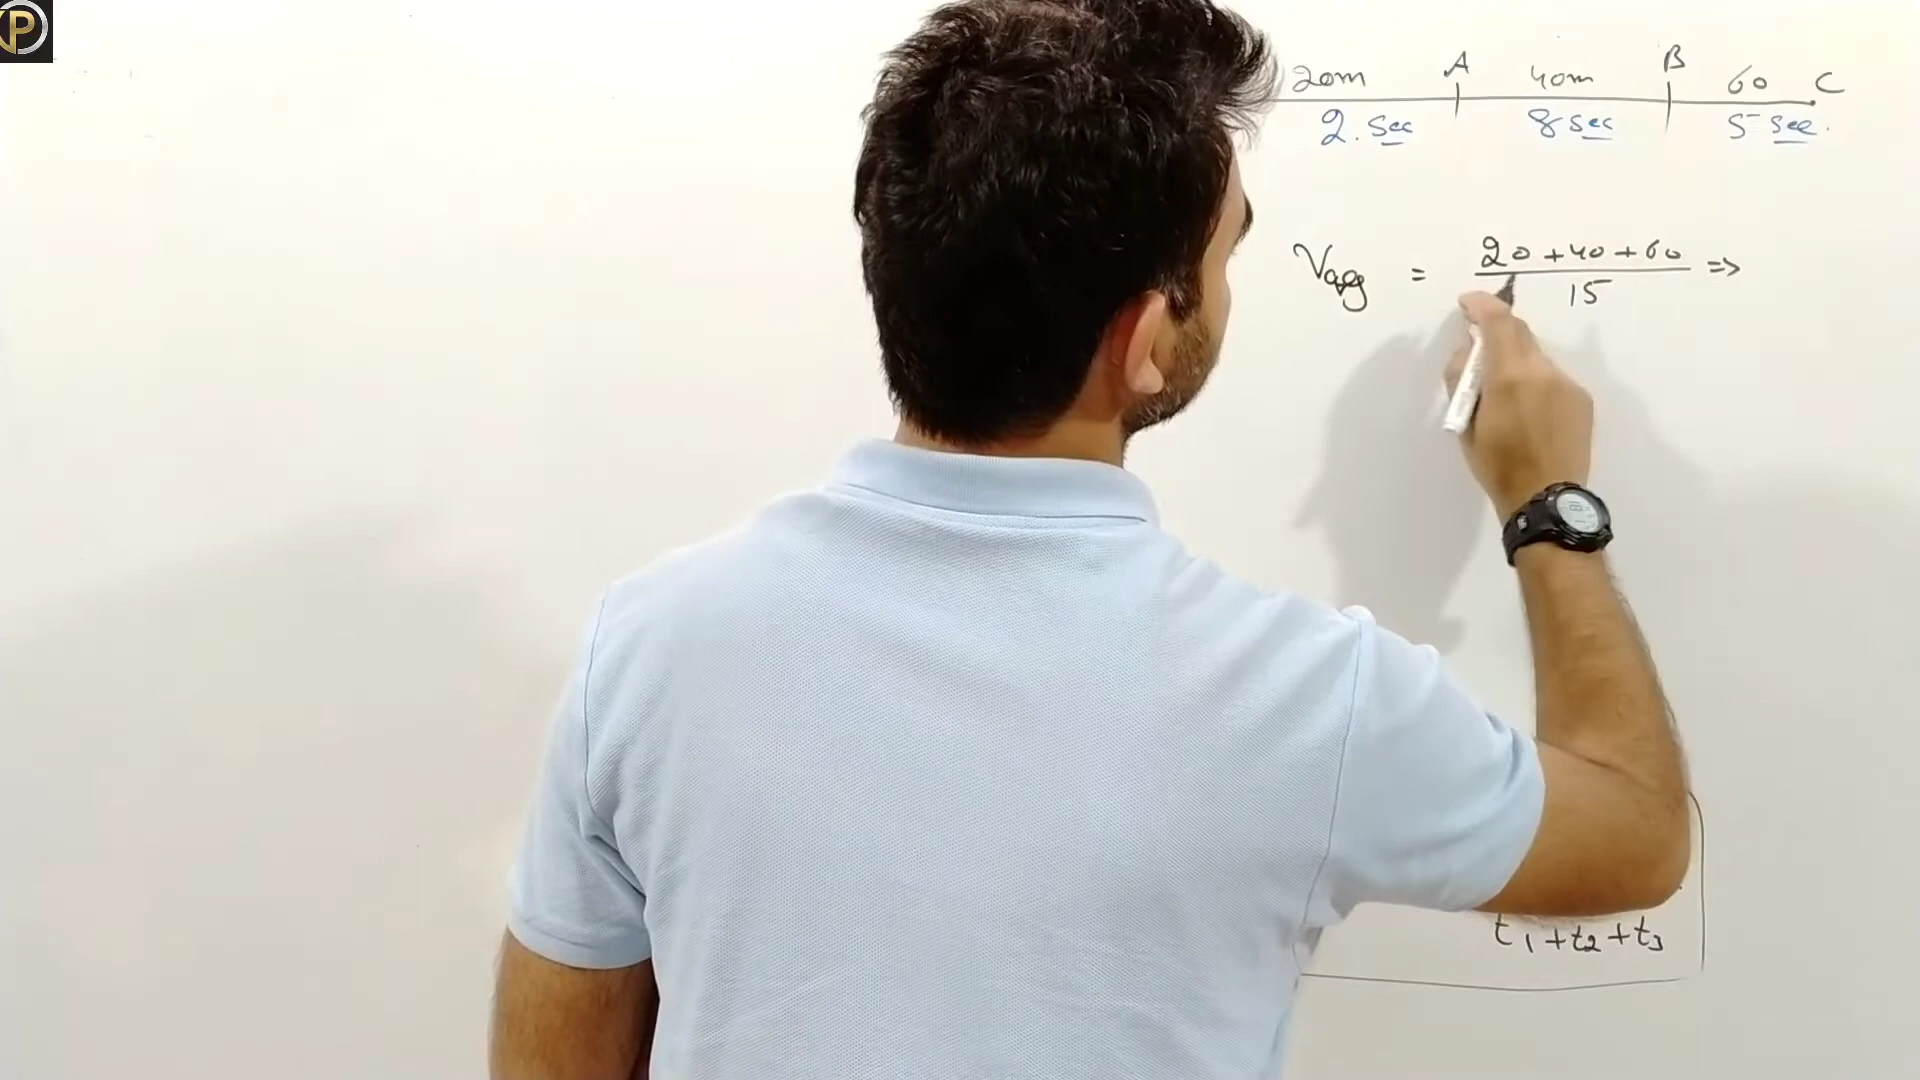 20m A 40m B 60 C
2. Sec 8 sec 5 sec.
Vavg = 20 + 40 + 60 / 15 =>
t1 + t2 + t3